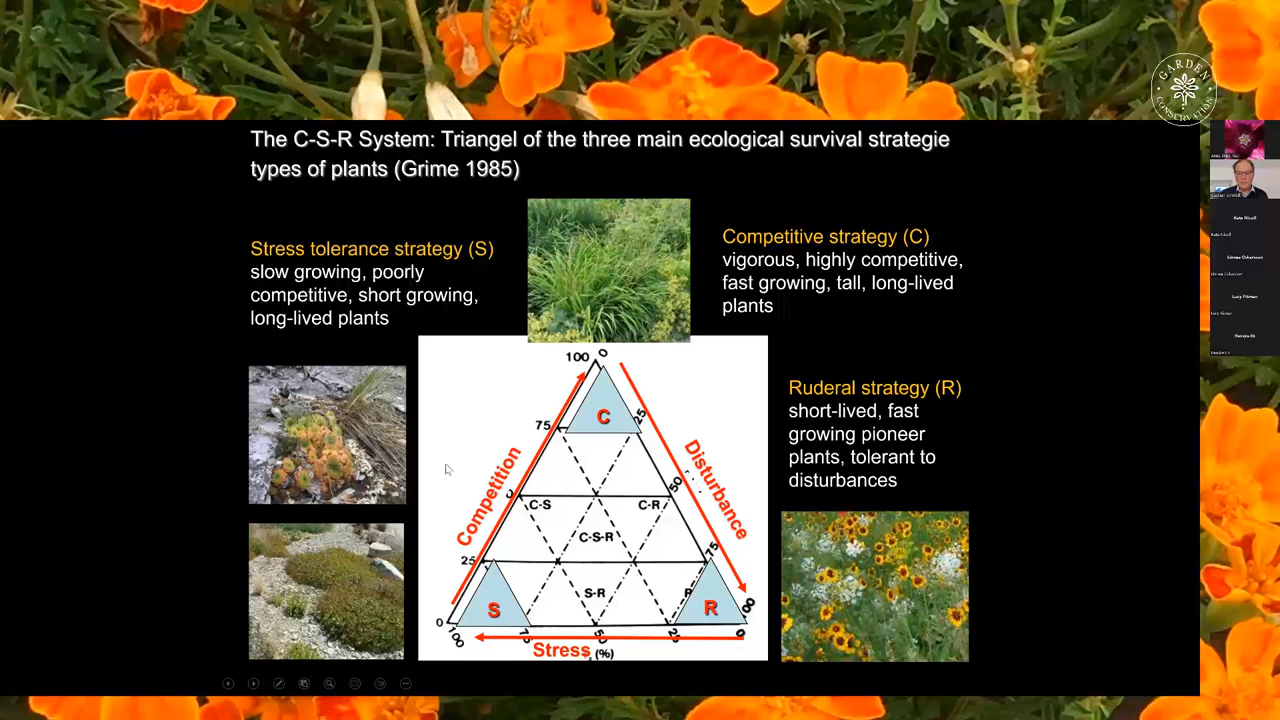 The C-S-R System: Triangel of the three main ecological survival strategie
types of plants (Grime 1985)
GARDEN
CONSERVATION
Stress tolerance strategy (S)
slow growing, poorly
competitive, short growing,
long-lived plants
Competitive strategy (C)
vigorous, highly competitive,
fast growing, tall, long-lived
plants
Ruderal strategy (R)
short-lived, fast
growing pioneer
plants, tolerant to
disturbances
100
0
C
75
25
Competition
Disturbance
50
C-S
C-R
C-S-R
25
75
S
S-R
R
R
0
100
75
50
25
0
00
Stress (%)